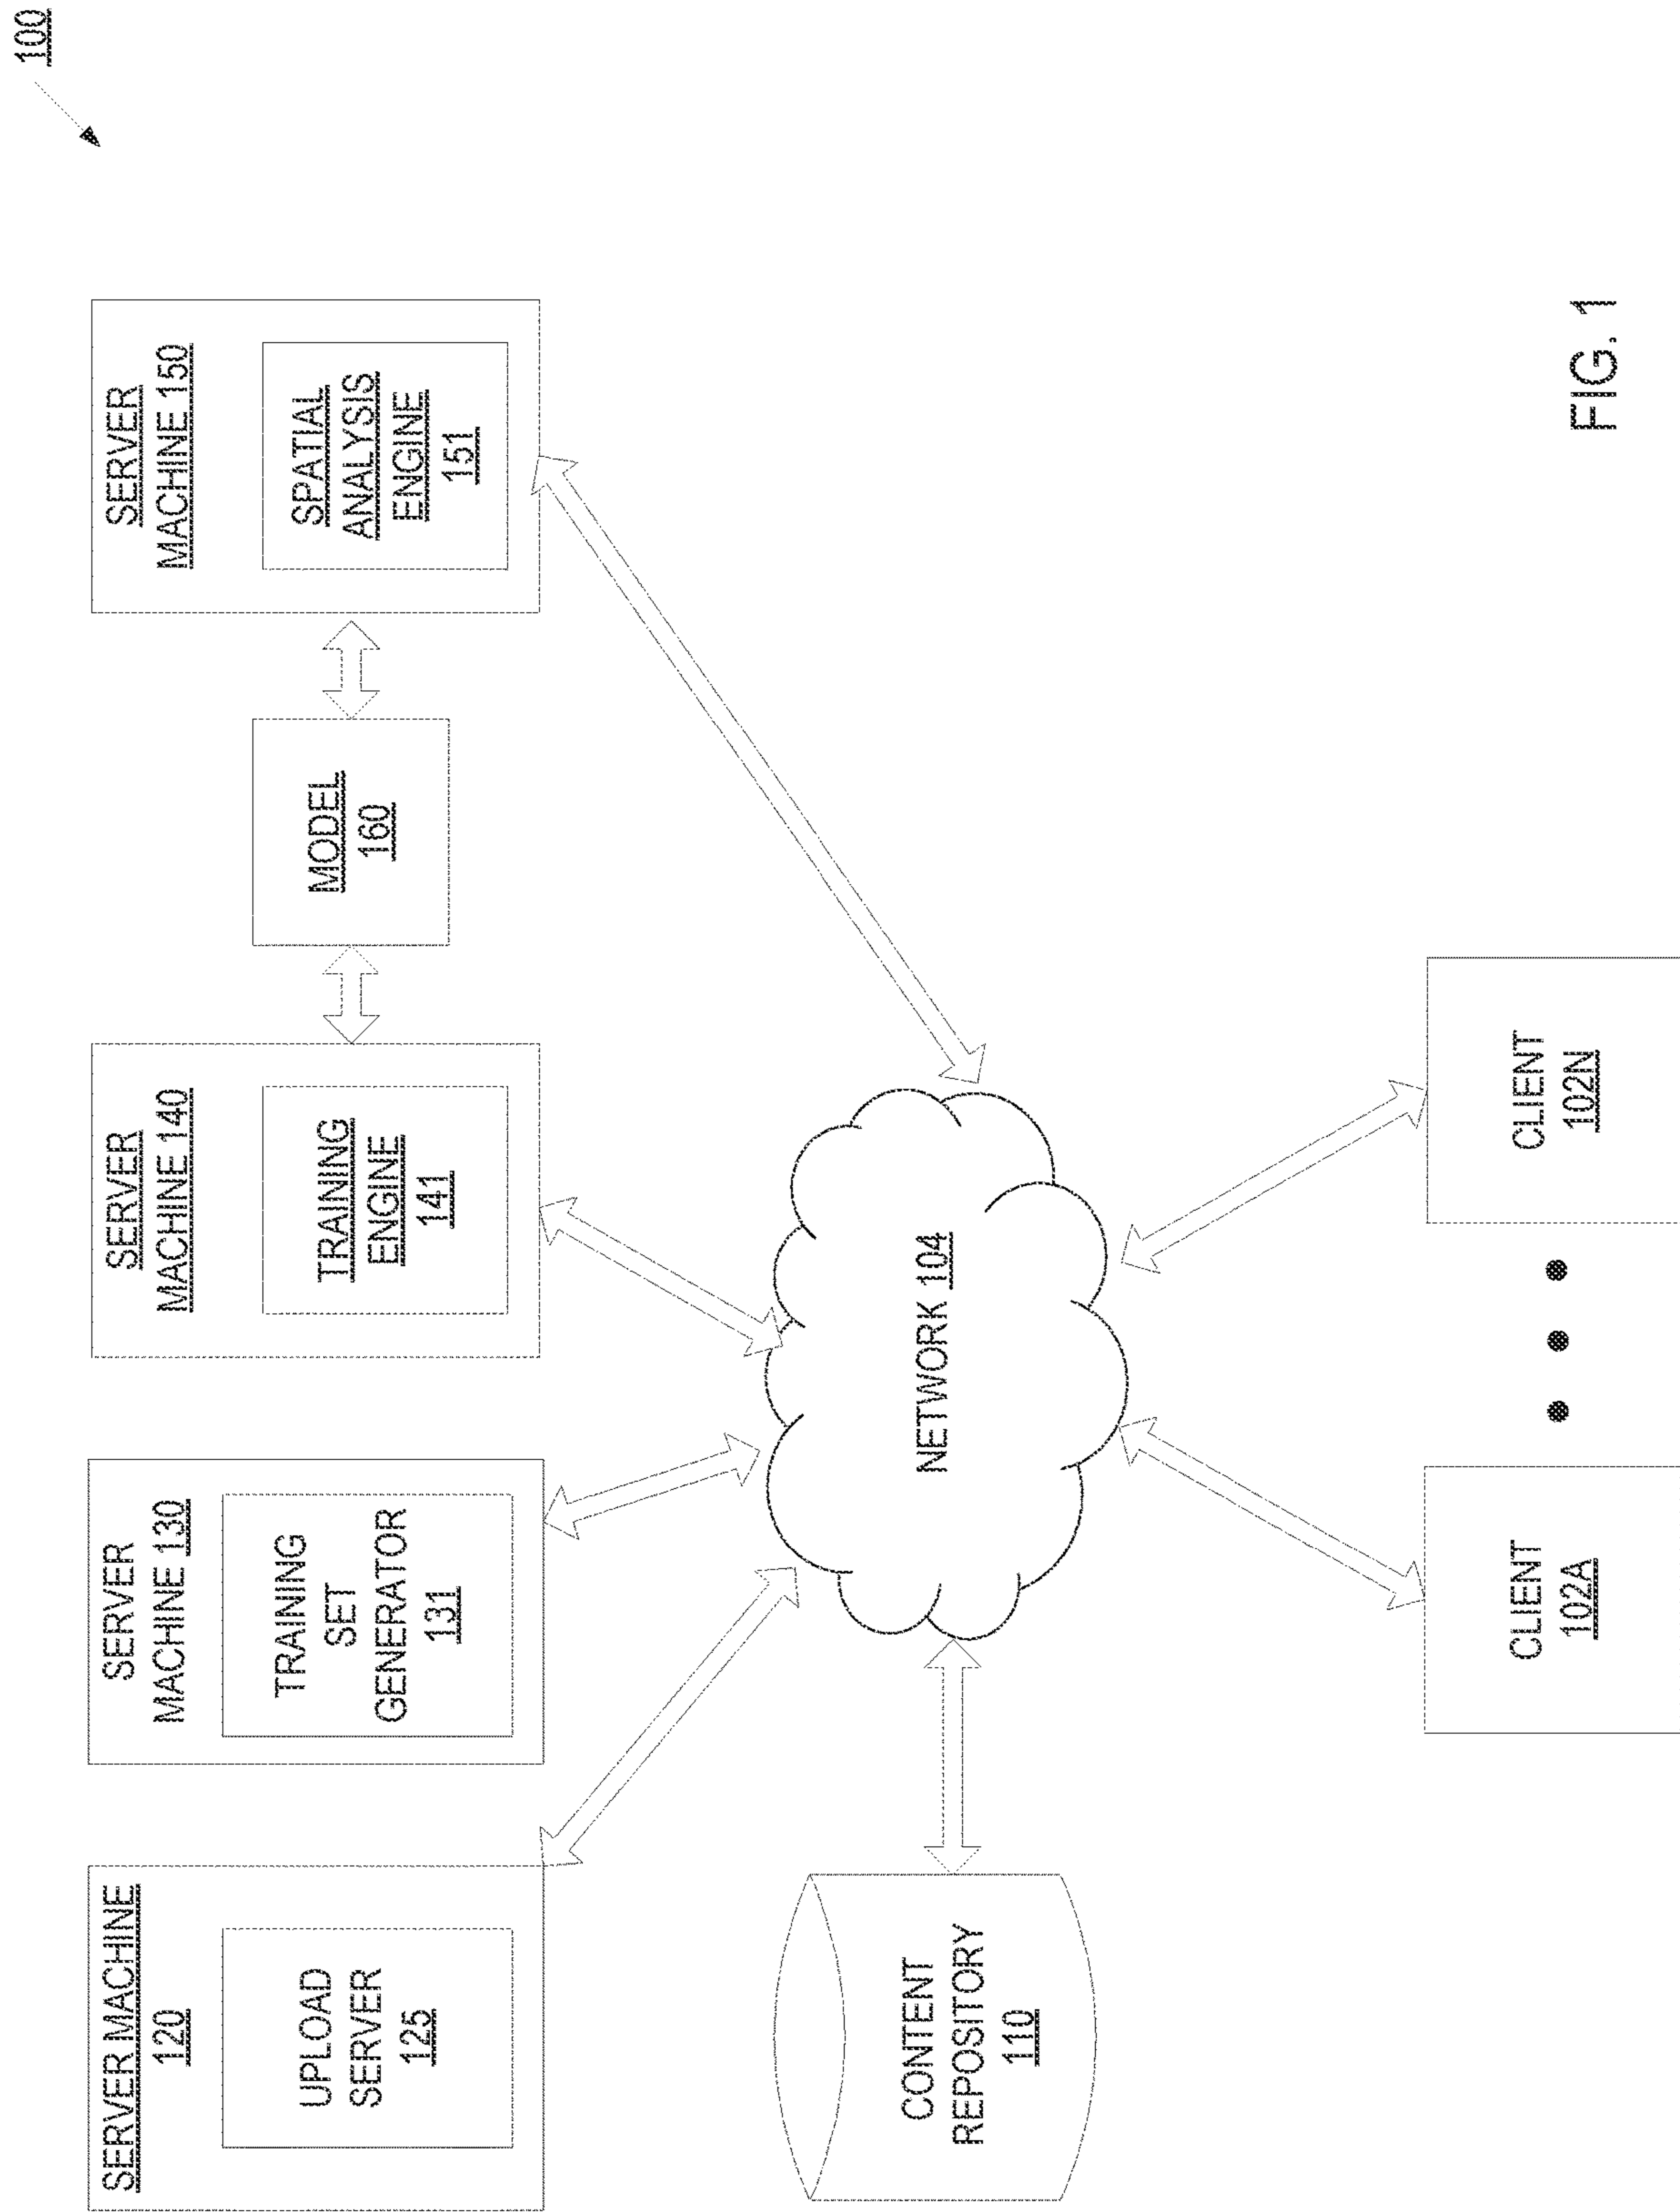 100
SERVER MACHINE
120
UPLOAD
SERVER
125
SERVER
MACHINE 130
TRAINING
SET
GENERATOR
131
SERVER
MACHINE 140
TRAINING
ENGINE
141
MODEL
160
SERVER
MACHINE 150
SPATIAL
ANALYSIS
ENGINE
151
CONTENT
REPOSITORY
110
NETWORK 104
CLIENT
102A
CLIENT
102N
FIG. 1